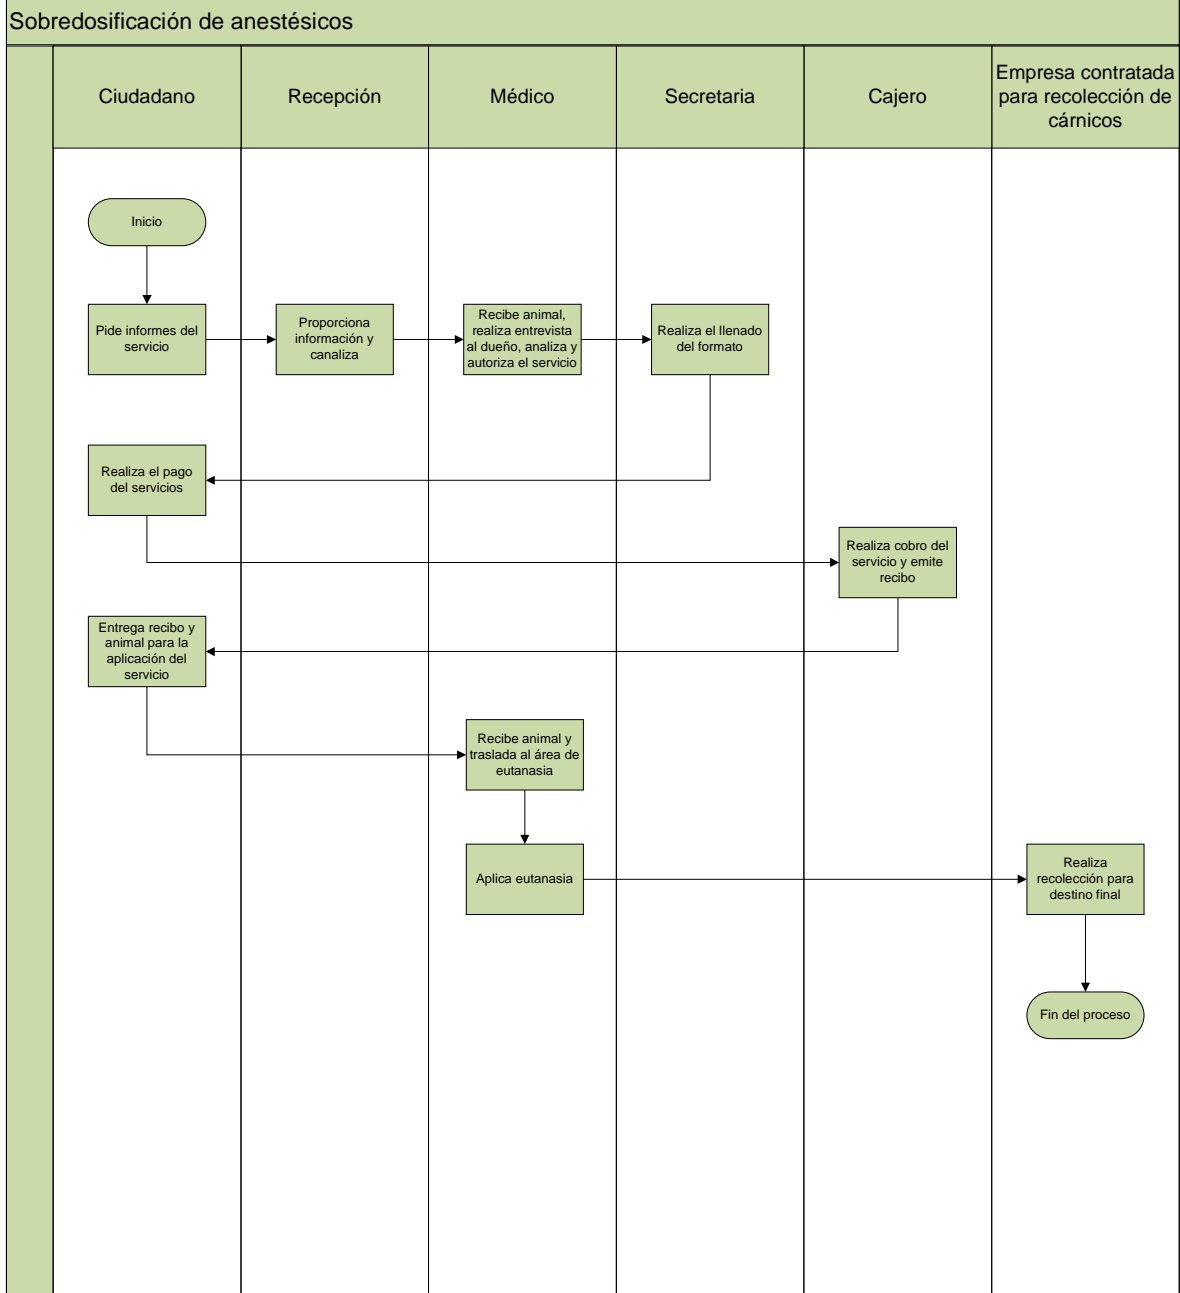 Sobredosificación de anestésicos
Ciudadano
Recepción
Médico
Secretaria
Cajero
Empresa contratada
para recolección de
cárnicos
Inicio
Pide informes del
servicio
Proporciona
información y
canaliza
Recibe animal,
realiza entrevista
al dueño, analiza y
autoriza el servicio
Realiza el llenado
del formato
Realiza el pago
del servicios
Realiza cobro del
servicio y emite
recibo
Entrega recibo y
animal para la
aplicación del
servicio
Recibe animal y
traslada al área de
eutanasia
Aplica eutanasia
Realiza
recolección para
destino final
Fin del proceso